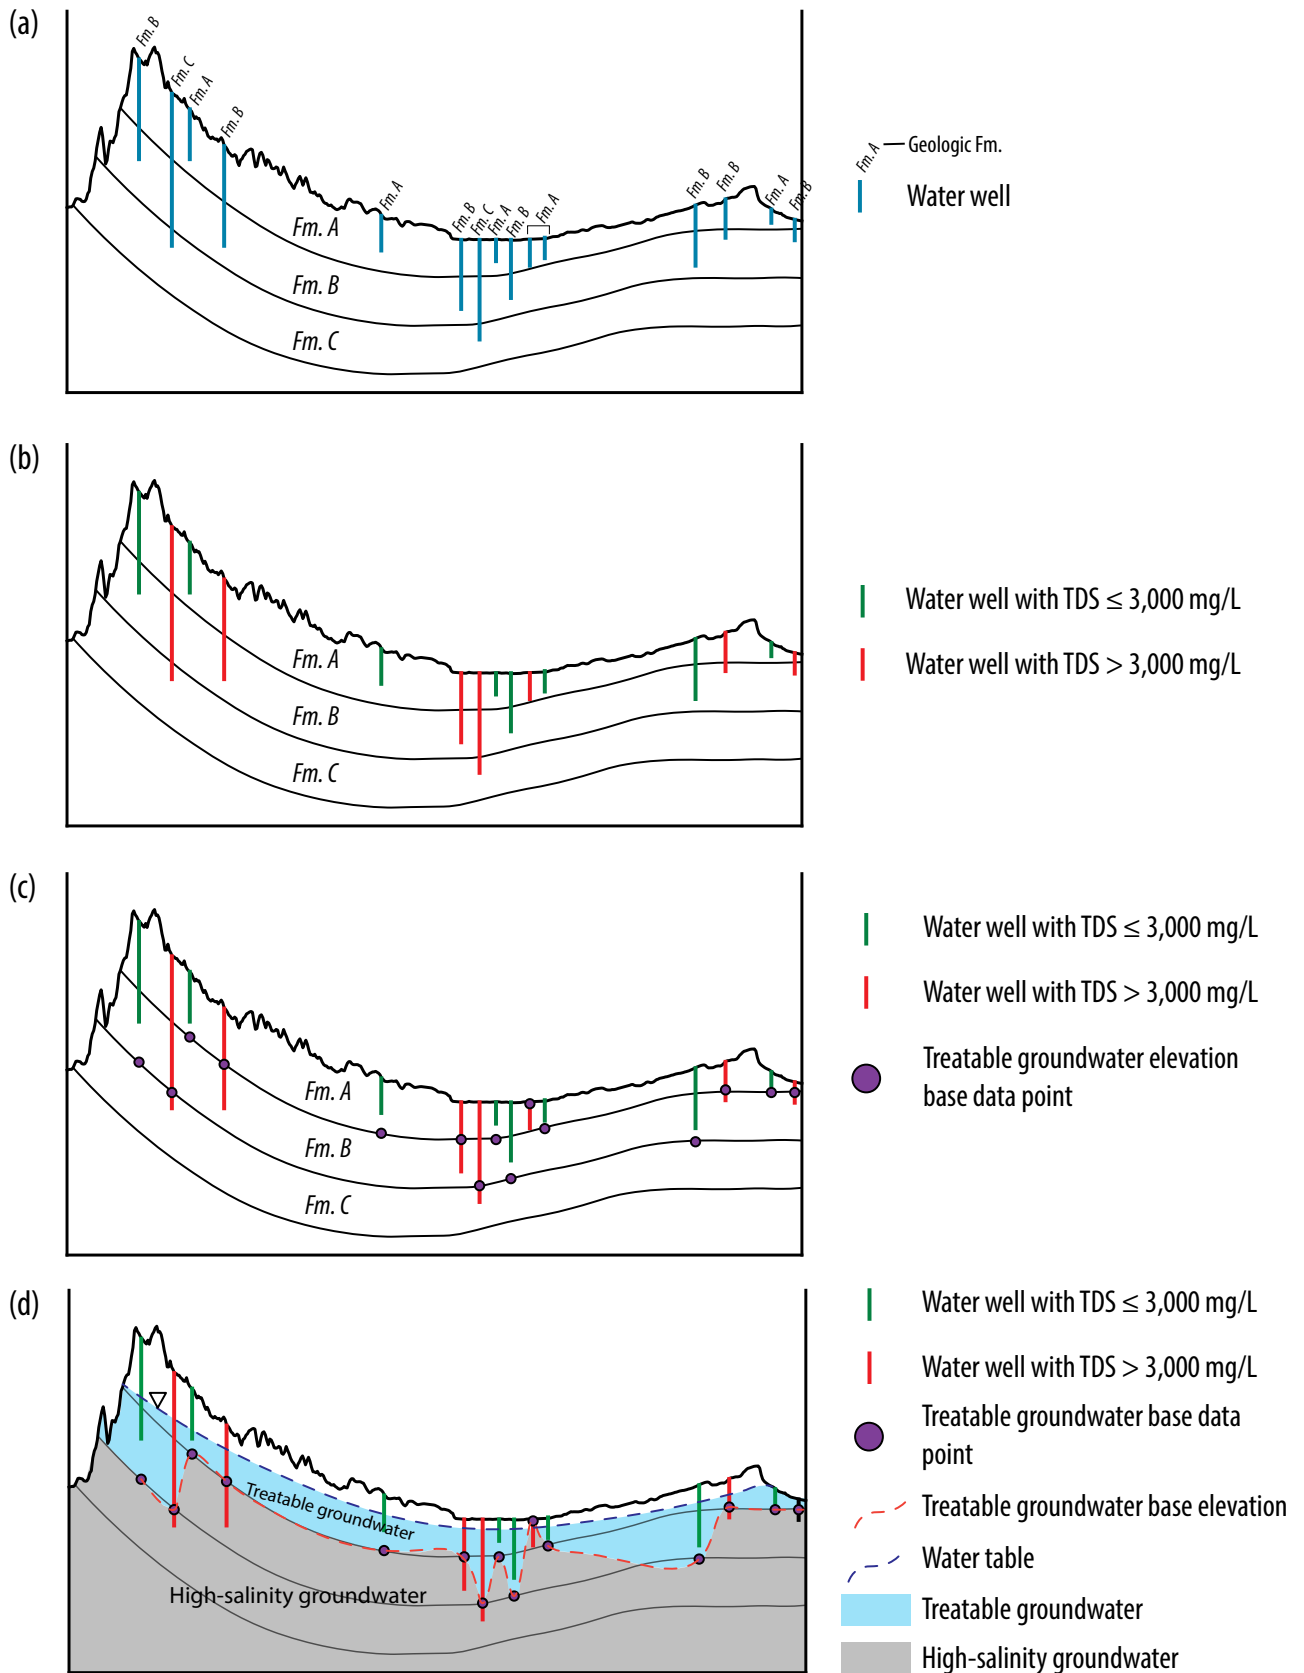 (a)
Fm. B
Fm. C
Fm. A
Fm. B
Fm. A
Fm. B
Fm. C
Fm. A
Fm. B
Fm. A
Fm. B
Fm. B
Fm. A
Fm. B
Fm. A
Fm. B
Fm. C
Fm. A
Geologic Fm.
Water well
(b)
Fm. A
Fm. B
Fm. C
Water well with TDS ≤ 3,000 mg/L
Water well with TDS > 3,000 mg/L
(c)
Fm. A
Fm. B
Fm. C
Water well with TDS ≤ 3,000 mg/L
Water well with TDS > 3,000 mg/L
Treatable groundwater elevation
base data point
(d)
Treatable groundwater
High-salinity groundwater
Water well with TDS ≤ 3,000 mg/L
Water well with TDS > 3,000 mg/L
Treatable groundwater base data
point
Treatable groundwater base elevation
Water table
Treatable groundwater
High-salinity groundwater